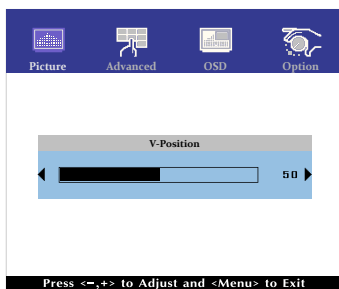 Picture Advanced OSD Option
V-Position
50
Press <-,+> to Adjust and <Menu> to Exit